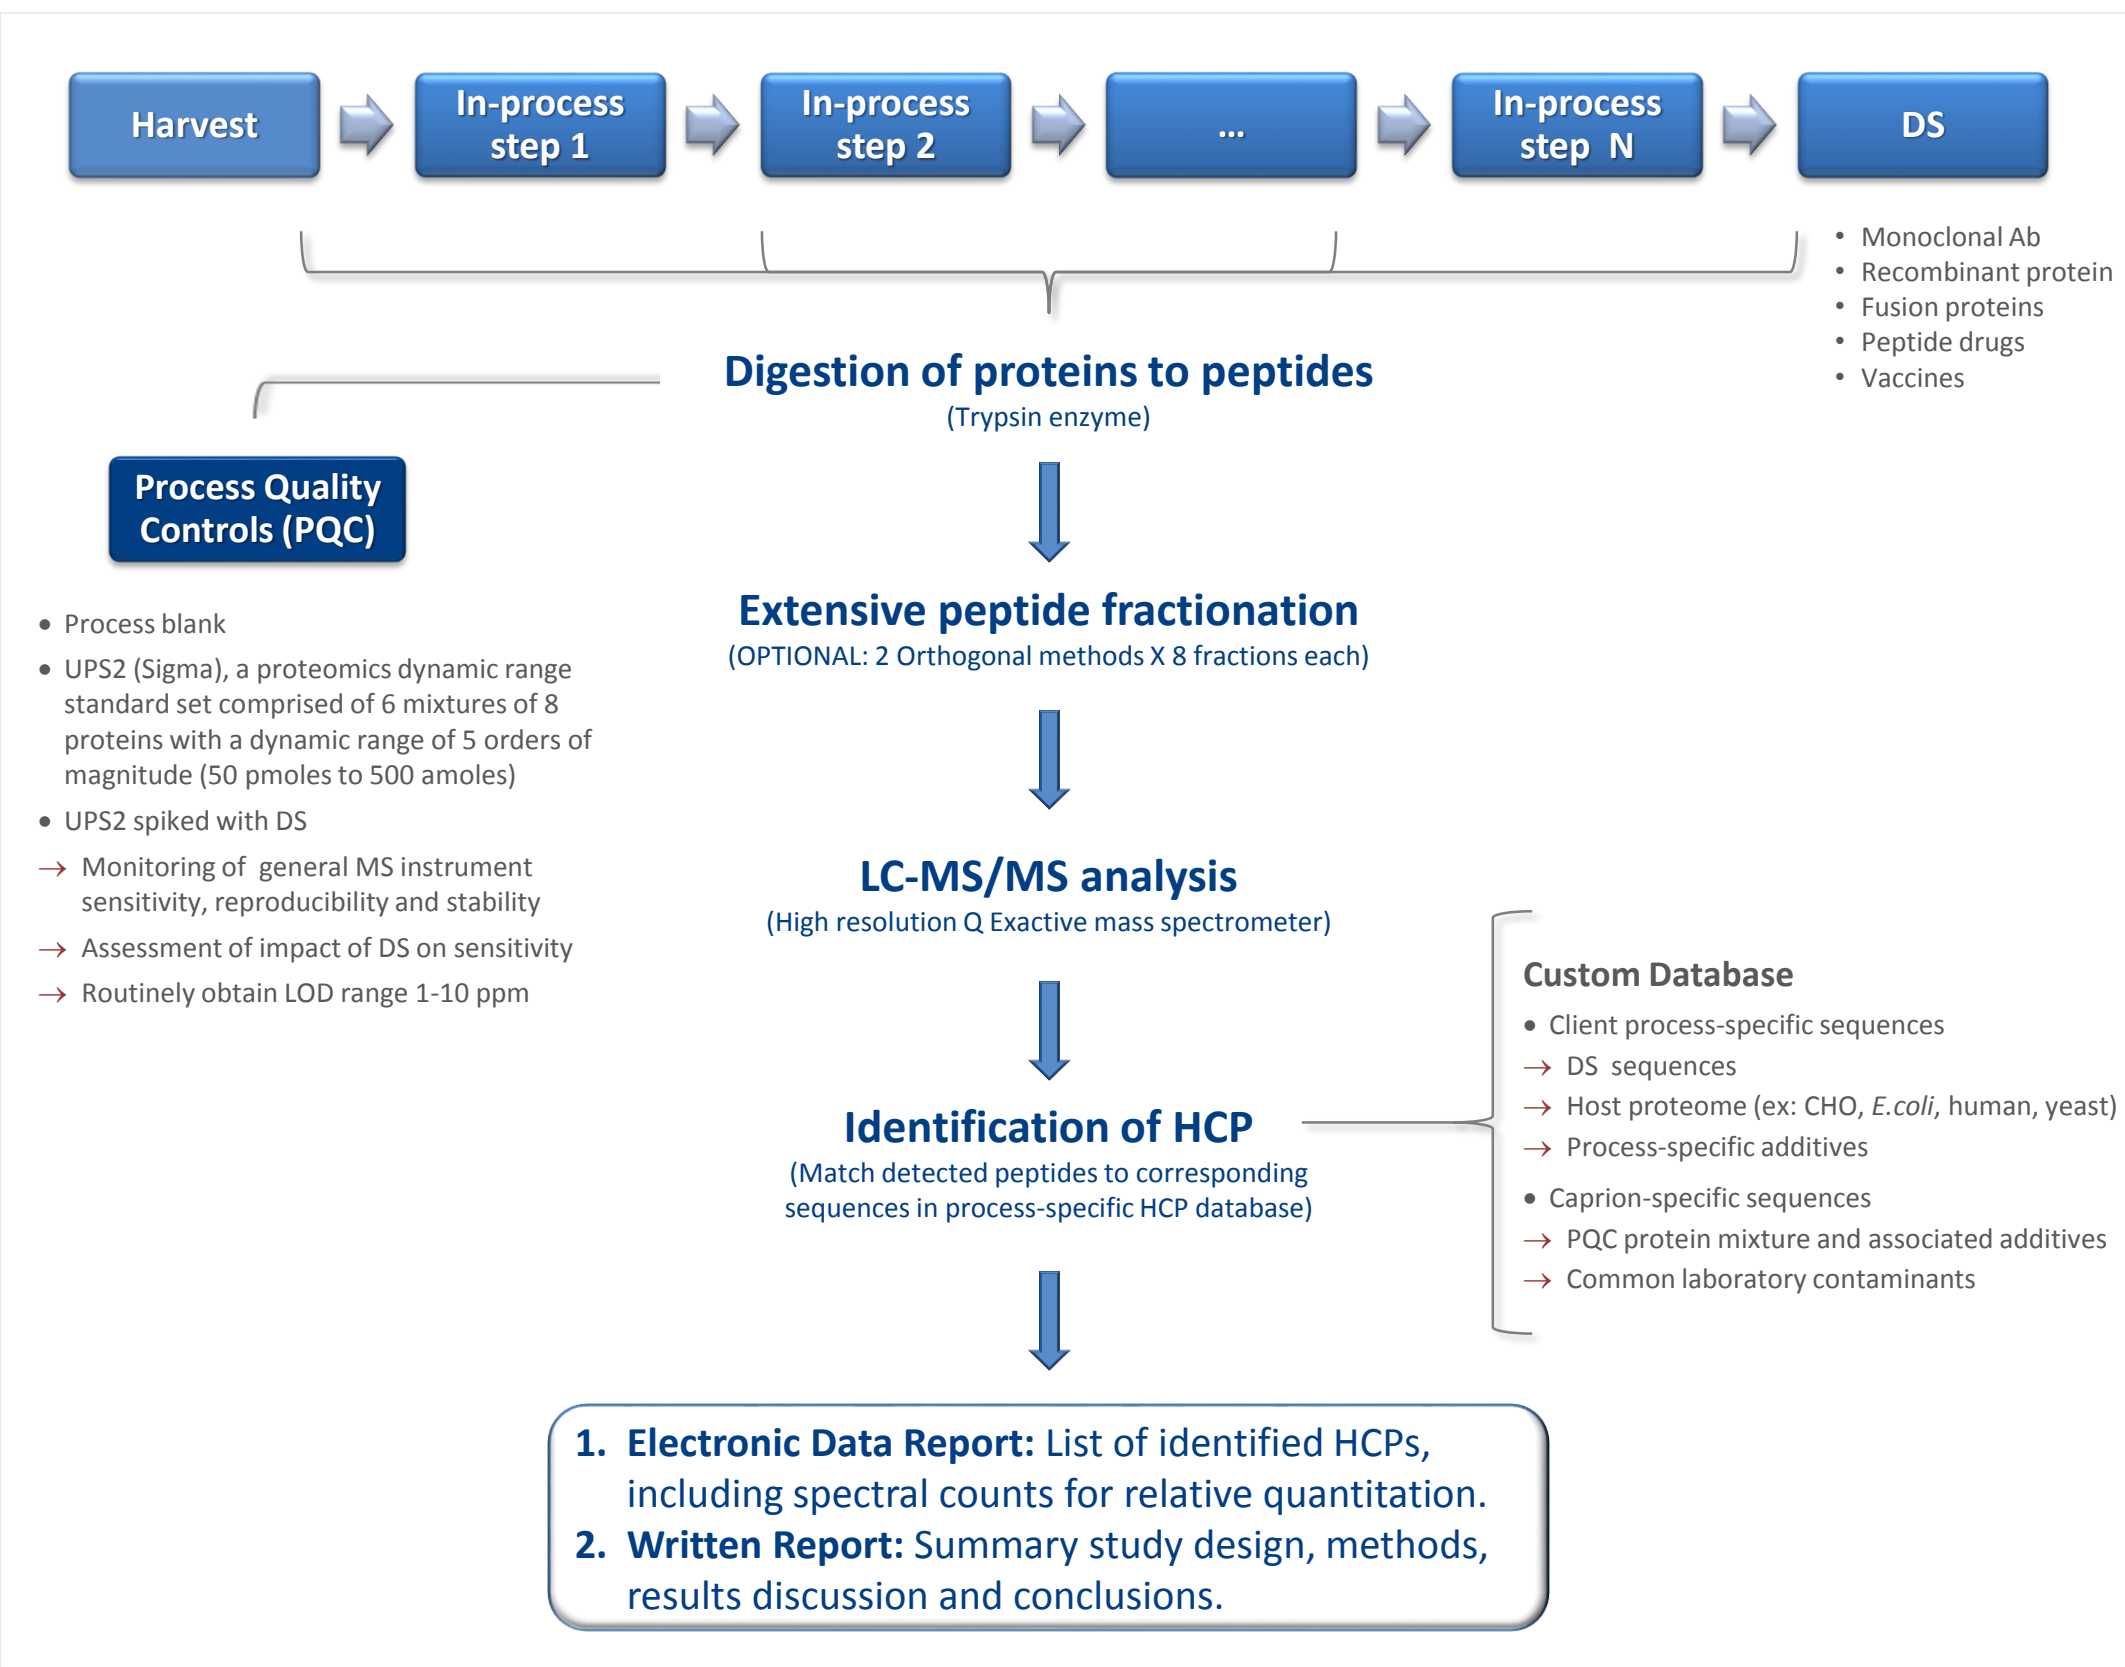 Harvest
In-process
step 1
In-process
step 2
...
In-process
step N
DS
• Monoclonal Ab
• Recombinant protein
• Fusion proteins
• Peptide drugs
• Vaccines
Digestion of proteins to peptides
(Trypsin enzyme)
Process Quality
Controls (PQC)
• Process blank
• UPS2 (Sigma), a proteomics dynamic range
standard set comprised of 6 mixtures of 8
proteins with a dynamic range of 5 orders of
magnitude (50 pmoles to 500 amoles)
• UPS2 spiked with DS
→ Monitoring of general MS instrument
sensitivity, reproducibility and stability
→ Assessment of impact of DS on sensitivity
→ Routinely obtain LOD range 1-10 ppm
Extensive peptide fractionation
(OPTIONAL: 2 Orthogonal methods X 8 fractions each)
LC-MS/MS analysis
(High resolution Q Exactive mass spectrometer)
Identification of HCP
(Match detected peptides to corresponding
sequences in process-specific HCP database)
Custom Database
• Client process-specific sequences
→ DS sequences
→ Host proteome (ex: CHO, E.coli, human, yeast)
→ Process-specific additives
• Caprion-specific sequences
→ PQC protein mixture and associated additives
→ Common laboratory contaminants
1. Electronic Data Report: List of identified HCPs,
including spectral counts for relative quantitation.
2. Written Report: Summary study design, methods,
results discussion and conclusions.